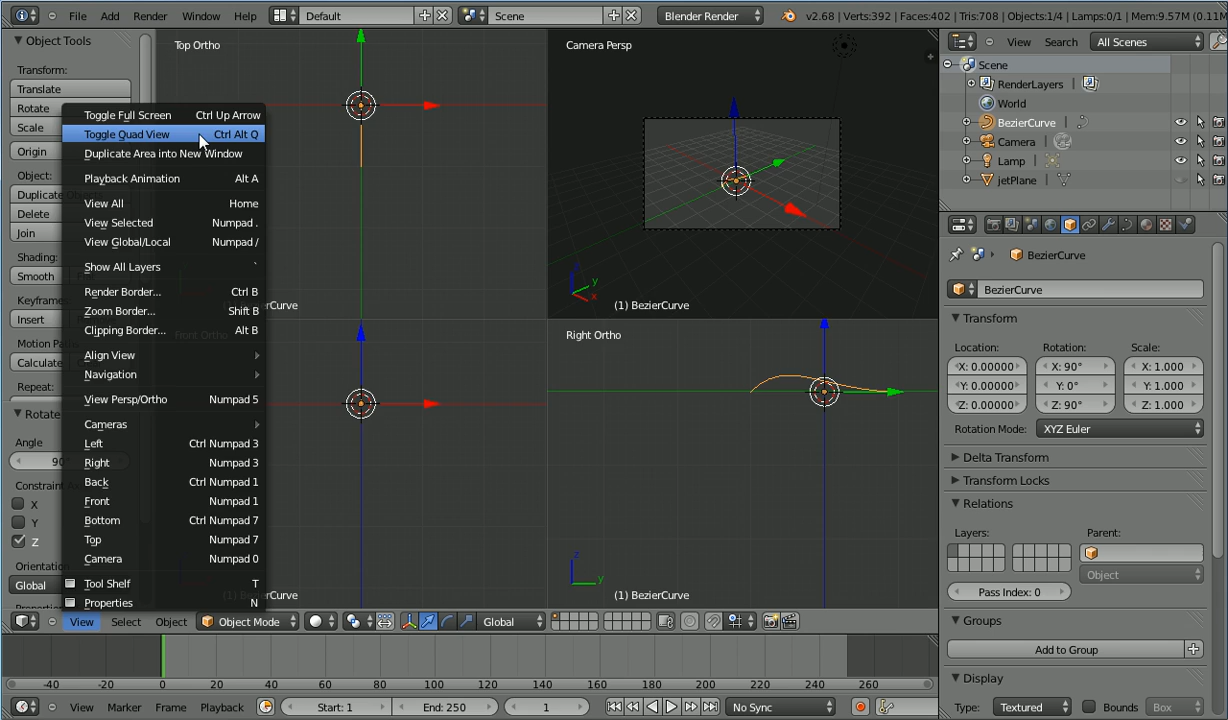 File Add Render Window Help Default Scene Blender Render v2.68 | Verts:392 | Faces:402 | Tris:708 | Objects:1/4 | Lamps:0/1 | Mem:9.57M (0.11M
Object Tools
Transform:
Translate
Rotate
Scale
Origin
Object:
Delete
Join
Shading:
Smooth
Keyframes:
Insert
Calculate
Repeat:
Rotate
Angle
90°
X
Y
Z
Global
Toggle Full Screen Ctrl Up Arrow
Toggle Quad View Ctrl Alt Q
Duplicate Area into New Window
Playback Animation Alt A
View All Home
View Selected Numpad .
View Global/Local Numpad /
Show All Layers `
Render Border... Ctrl B
Zoom Border... Shift B
Clipping Border... Alt B
Align View
Navigation
View Persp/Ortho Numpad 5
Cameras
Left Ctrl Numpad 3
Right Numpad 3
Back Ctrl Numpad 1
Front Numpad 1
Bottom Ctrl Numpad 7
Top Numpad 7
Camera Numpad 0
Tool Shelf T
Properties N
Top Ortho
Camera Persp
z
y
x
(1) BezierCurve
Front Ortho
Right Ortho
z
y
(1) BezierCurve
View Select Object Object Mode Global
View Search All Scenes
Scene
RenderLayers
World
BezierCurve
Camera
Lamp
jetPlane
BezierCurve
BezierCurve
Transform
Location: Rotation: Scale:
X: 0.00000 X: 90° X: 1.000
Y: 0.00000 Y: 0° Y: 1.000
Z: 0.00000 Z: 90° Z: 1.000
Rotation Mode: XYZ Euler
Delta Transform
Transform Locks
Relations
Layers: Parent:
Object
Pass Index: 0
Groups
Add to Group
Display
Type: Textured Bounds Box
-40 -20 0 20 40 60 80 100 120 140 160 180 200 220 240 260
View Marker Frame Playback Start: 1 End: 250 1 No Sync